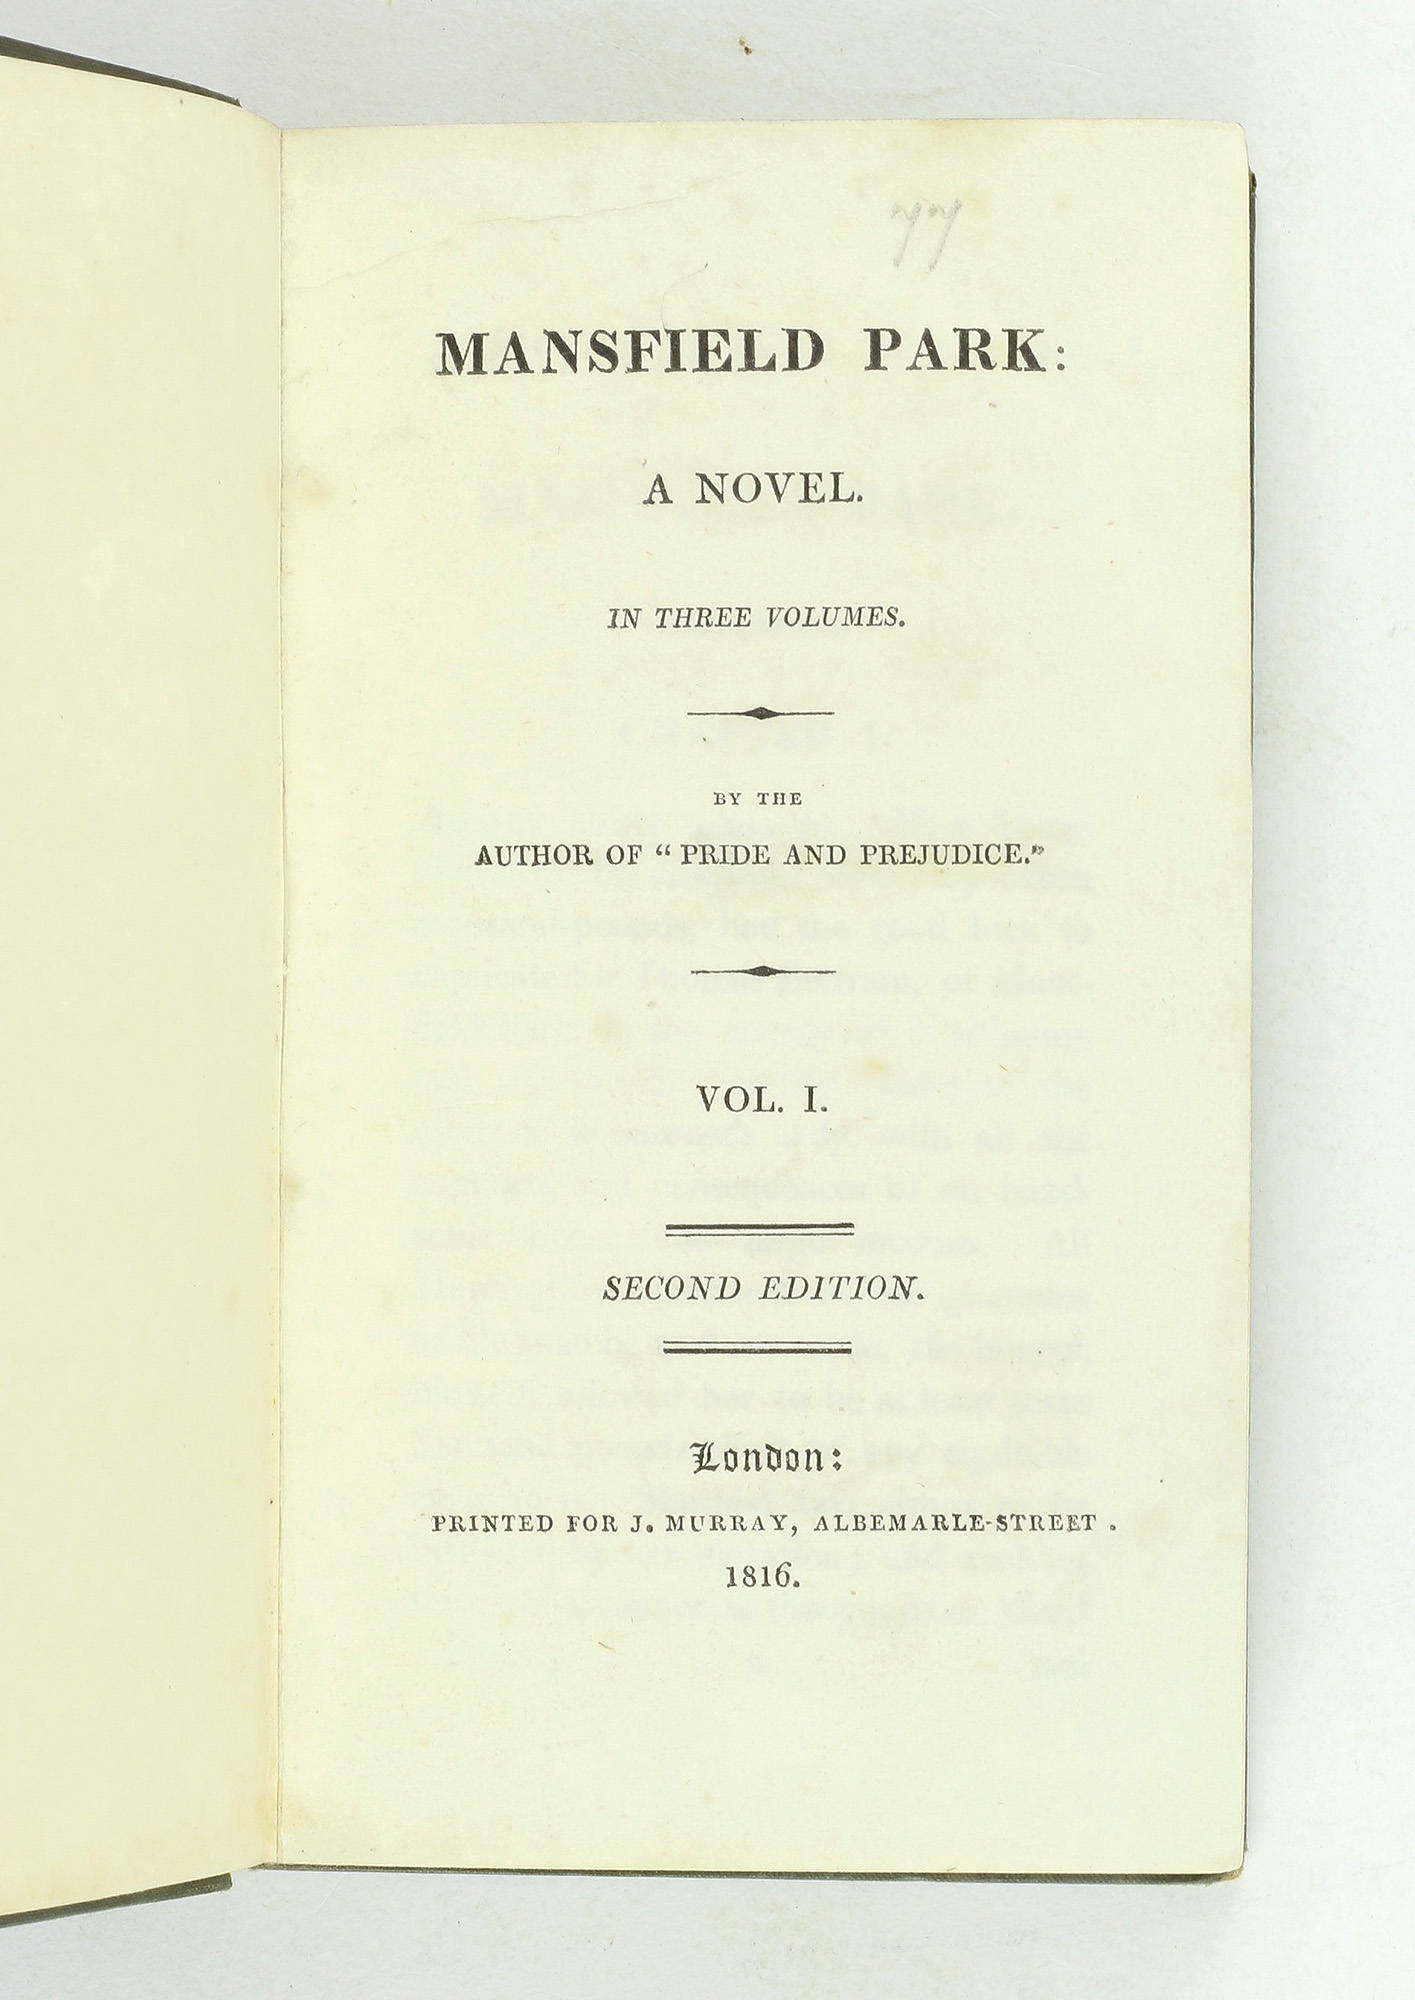 MANSFIELD PARK:
A NOVEL.
IN THREE VOLUMES.
BY THE
AUTHOR OF “ PRIDE AND PREJUDICE.”
VOL. I.
SECOND EDITION.
London:
PRINTED FOR J. MURRAY, ALBEMARLE-STREET .
1816.